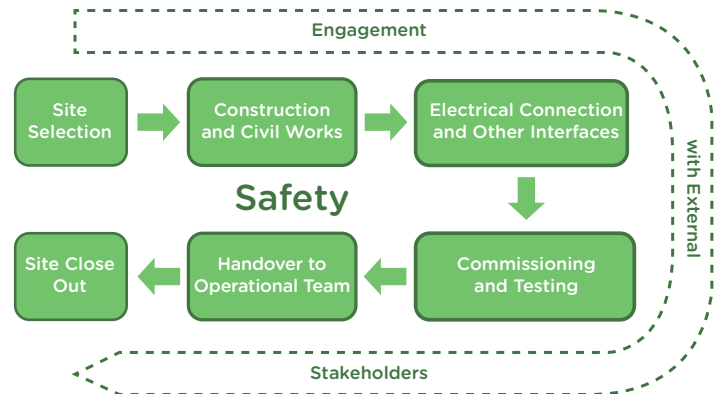 Engagement
Site
Selection
Construction
and Civil Works
Electrical Connection
and Other Interfaces
with External
Safety
Site Close
Out
Handover to
Operational Team
Commissioning
and Testing
Stakeholders